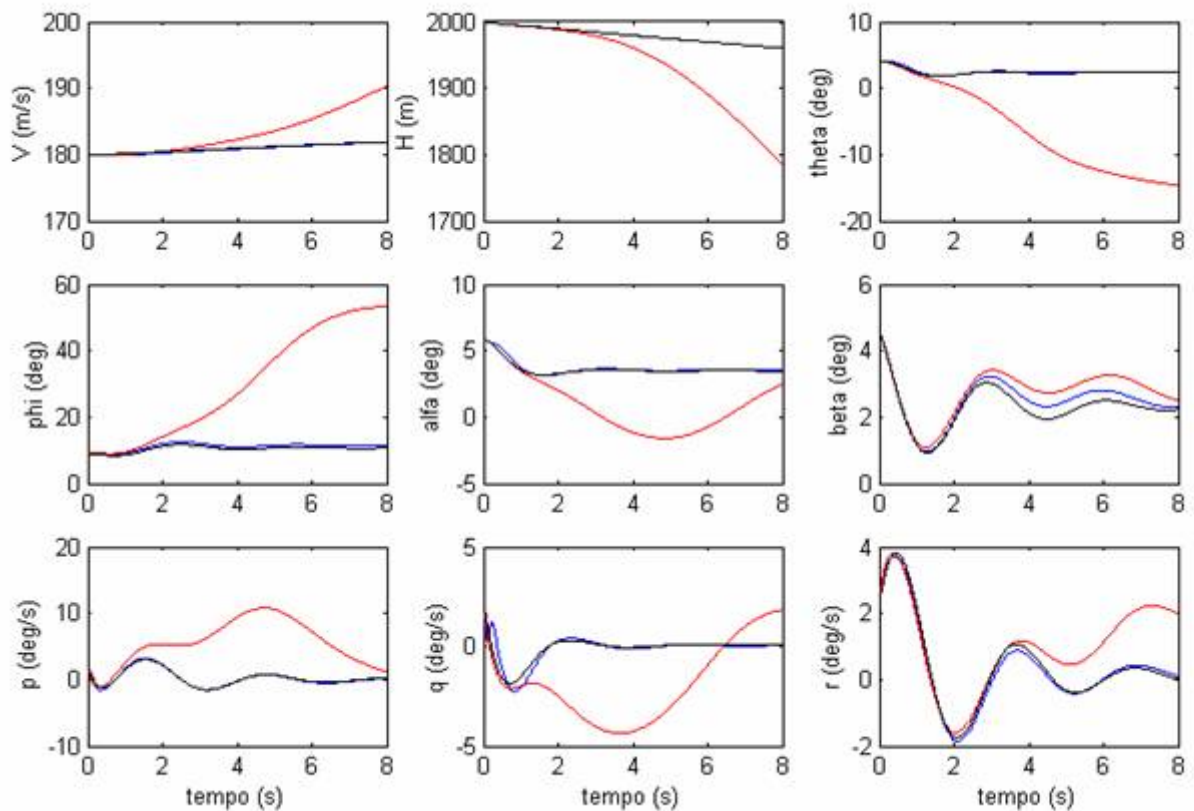 200
190
180
170
V (m/s)
0 2 4 6 8
2000
1900
1800
1700
H (m)
0 2 4 6 8
10
0
-10
-20
theta (deg)
0 2 4 6 8
60
40
20
0
phi (deg)
0 2 4 6 8
10
5
0
-5
alfa (deg)
0 2 4 6 8
6
4
2
0
beta (deg)
0 2 4 6 8
20
10
0
-10
p (deg/s)
0 2 4 6 8
tempo (s)
5
0
-5
q (deg/s)
0 2 4 6 8
tempo (s)
4
2
0
-2
r (deg/s)
0 2 4 6 8
tempo (s)